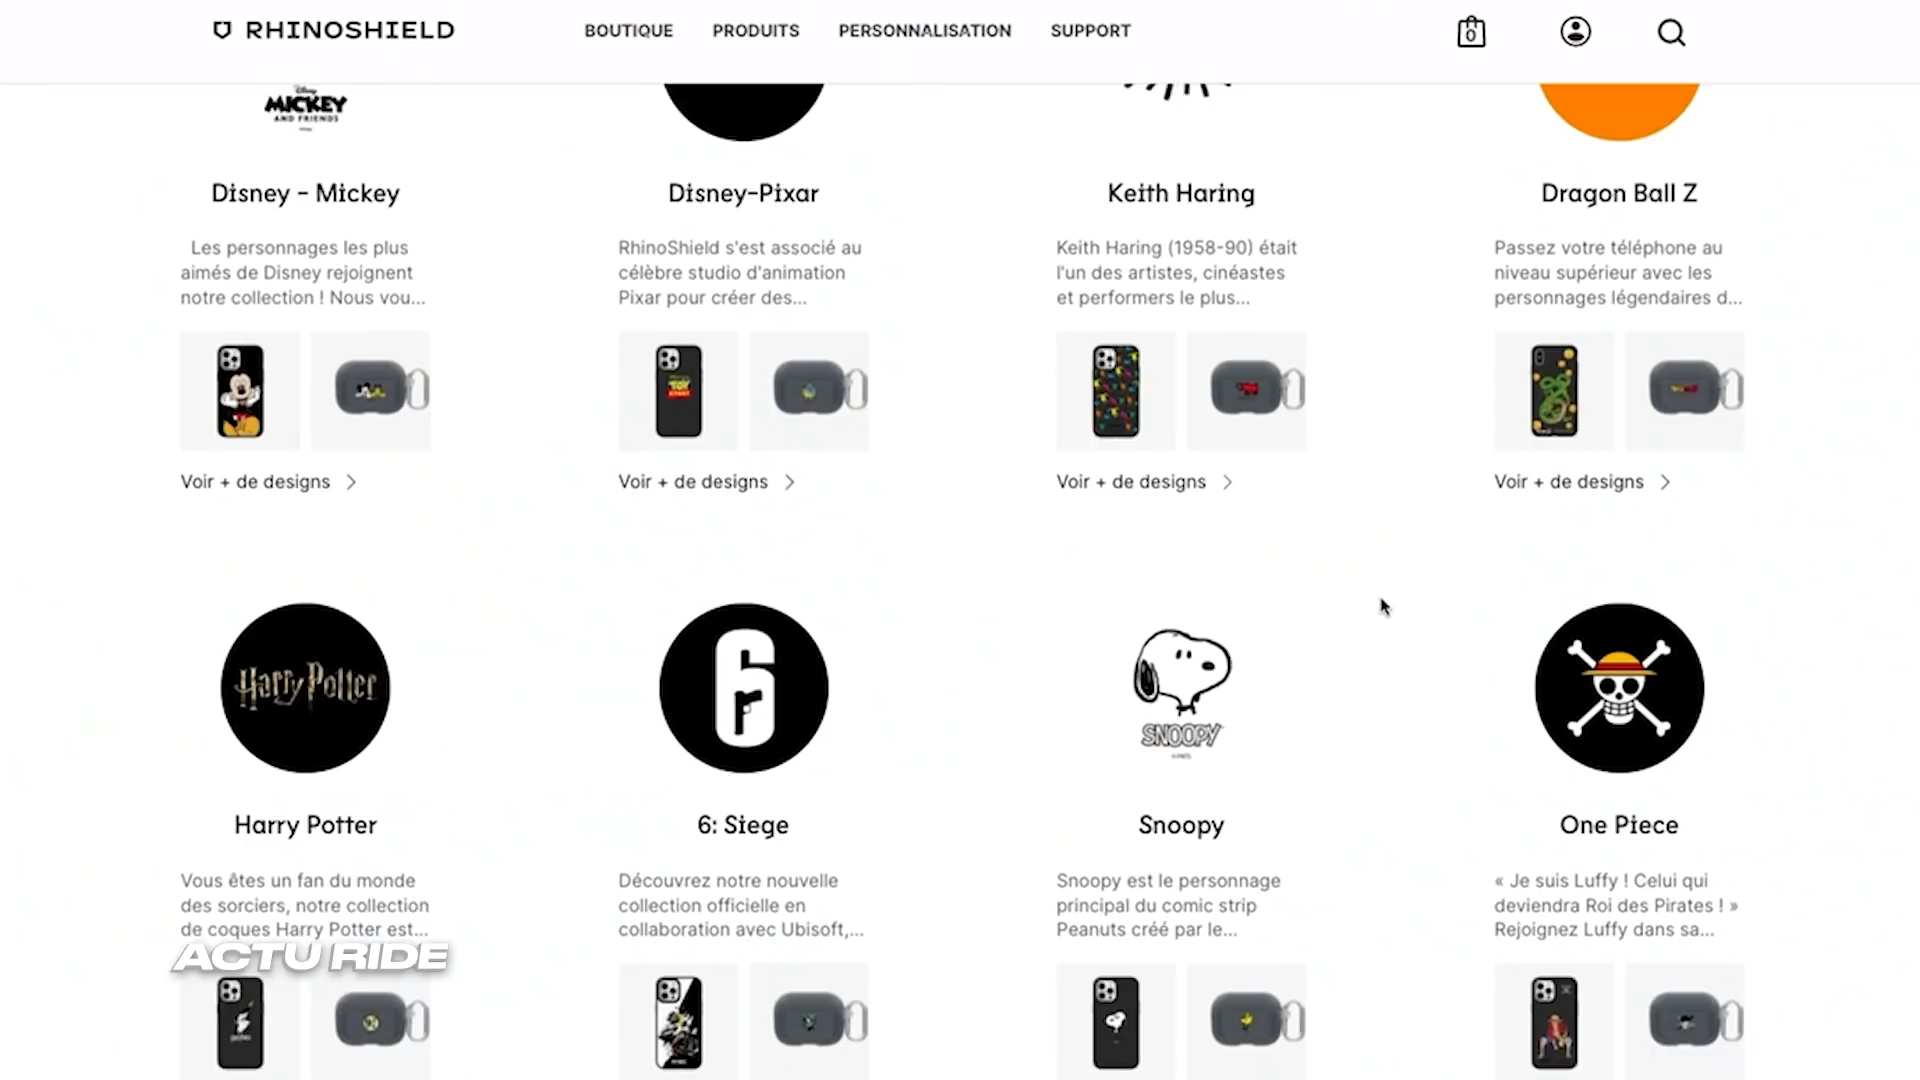 RHINOSHIELD
BOUTIQUE
PRODUITS
PERSONNALISATION
SUPPORT
0
Disney
MICKEY
AND FRIENDS
Disney - Mickey
Les personnages les plus
aimés de Disney rejoignent
notre collection ! Nous vou...
Voir + de designs
Disney-Pixar
RhinoShield s'est associé au
célèbre studio d'animation
Pixar pour créer des...
TOY
STORY
Voir + de designs
Keith Haring
Keith Haring (1958-90) était
l'un des artistes, cinéastes
et performers le plus...
Voir + de designs
Dragon Ball Z
Passez votre téléphone au
niveau supérieur avec les
personnages légendaires d...
Voir + de designs
Harry Potter
Harry Potter
Vous êtes un fan du monde
des sorciers, notre collection
de coques Harry Potter est...
6
6: Siege
Découvrez notre nouvelle
collection officielle en
collaboration avec Ubisoft,...
SNOOPY
Snoopy
Snoopy est le personnage
principal du comic strip
Peanuts créé par le...
One Piece
« Je suis Luffy ! Celui qui
deviendra Roi des Pirates ! »
Rejoignez Luffy dans sa...
ACTU RIDE